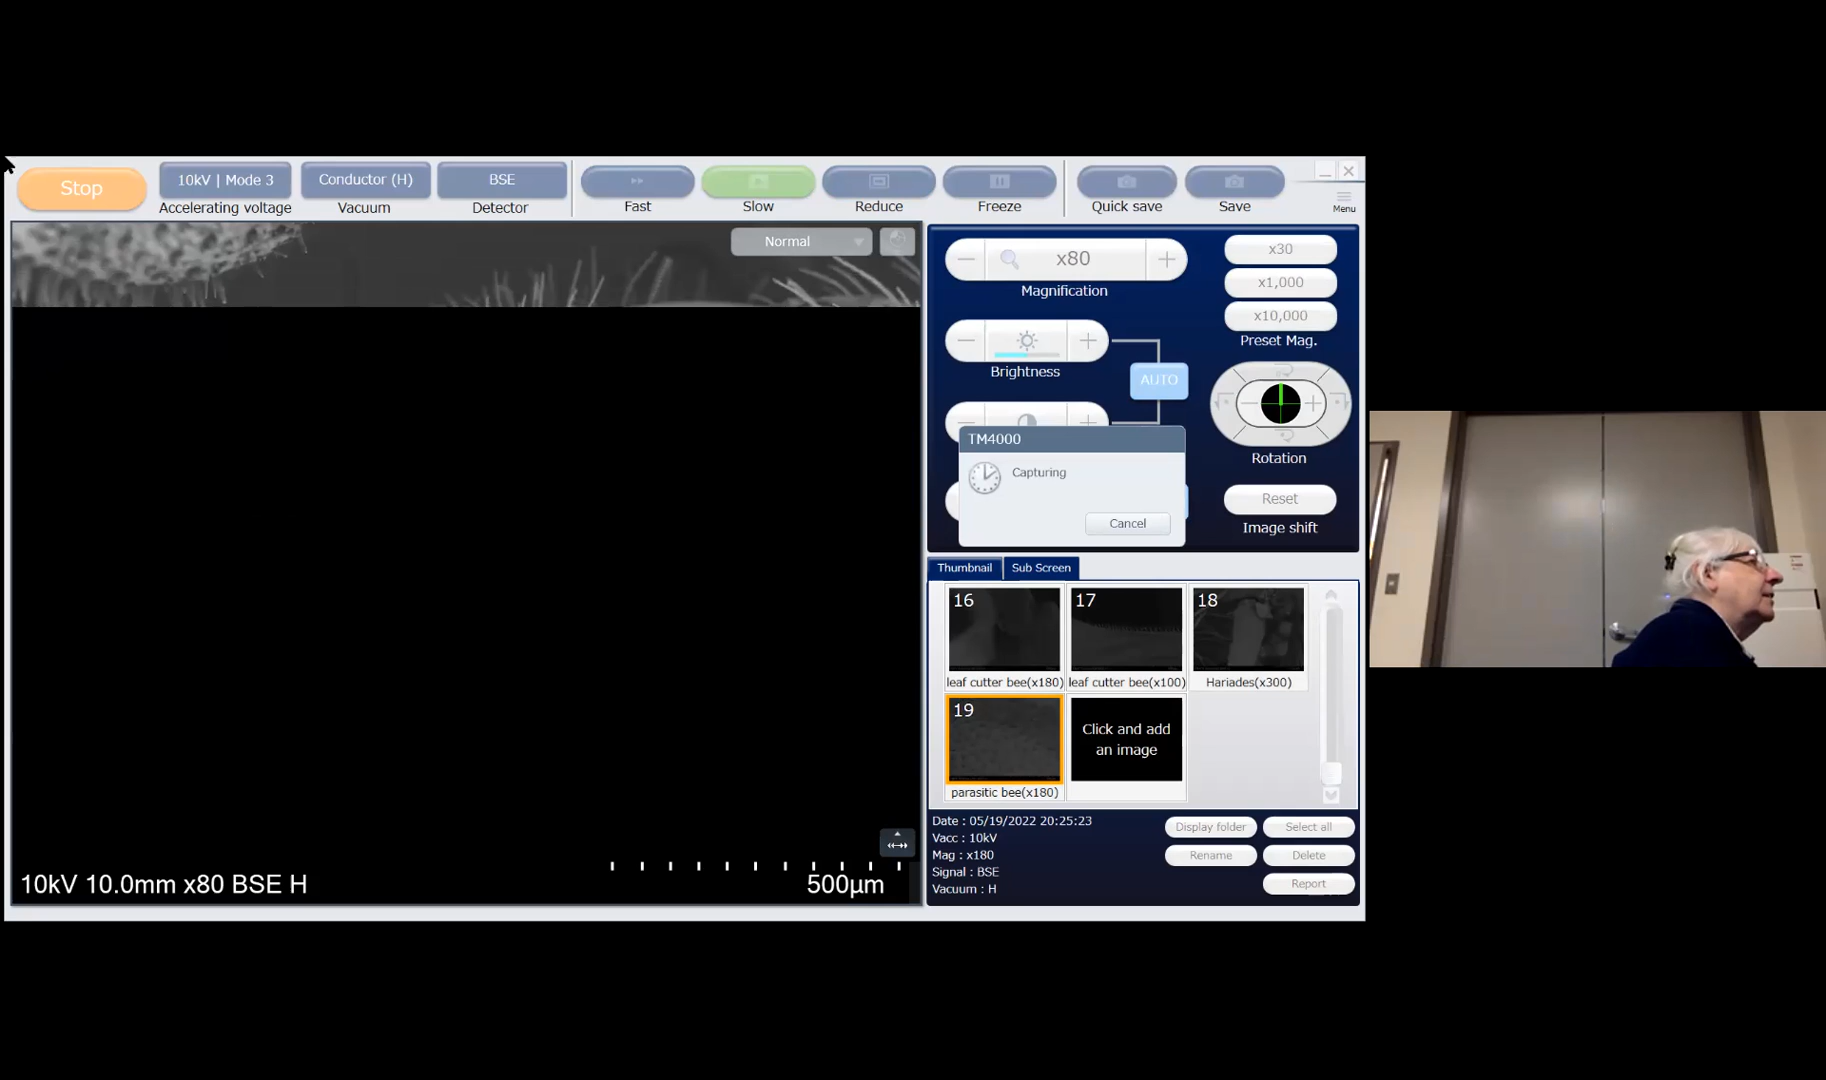 Stop
10kV | Mode 3
Accelerating voltage
Conductor (H)
Vacuum
BSE
Detector
Fast
Slow
Reduce
Freeze
Quick save
Save
Menu
Normal
x80
Magnification
Brightness
AUTO
x30
x1,000
x10,000
Preset Mag.
Rotation
Reset
Image shift
TM4000
Capturing
Cancel
Thumbnail
Sub Screen
16
leaf cutter bee(x180)
17
leaf cutter bee(x100)
18
Hariades(x300)
19
parasitic bee(x180)
Click and add
an image
Date : 05/19/2022 20:25:23
Vacc : 10kV
Mag : x180
Signal : BSE
Vacuum : H
Display folder
Select all
Rename
Delete
Report
10kV 10.0mm x80 BSE H
500µm